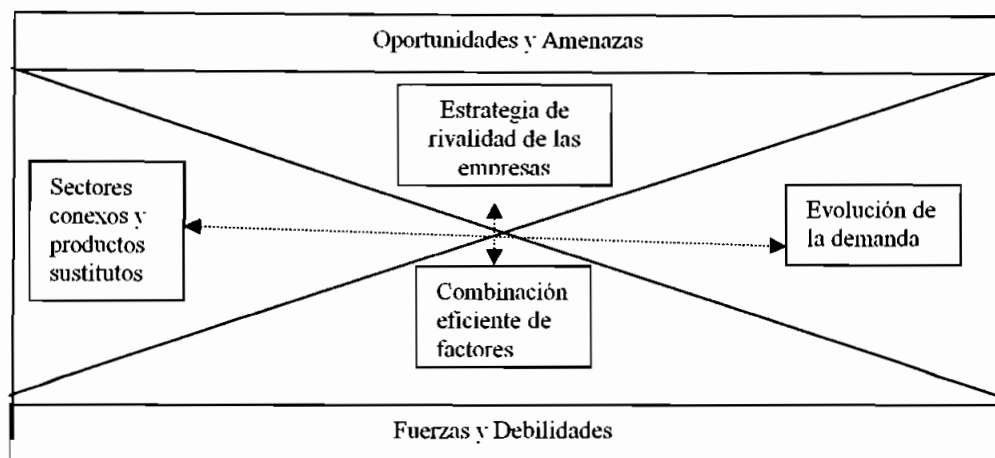 Oportunidades y Amenazas
Estrategia de
rivalidad de las
empresas
Sectores
conexos y
productos
sustitutos
Evolución de
la demanda
Combinación
eficiente de
factores
Fuerzas y Debilidades